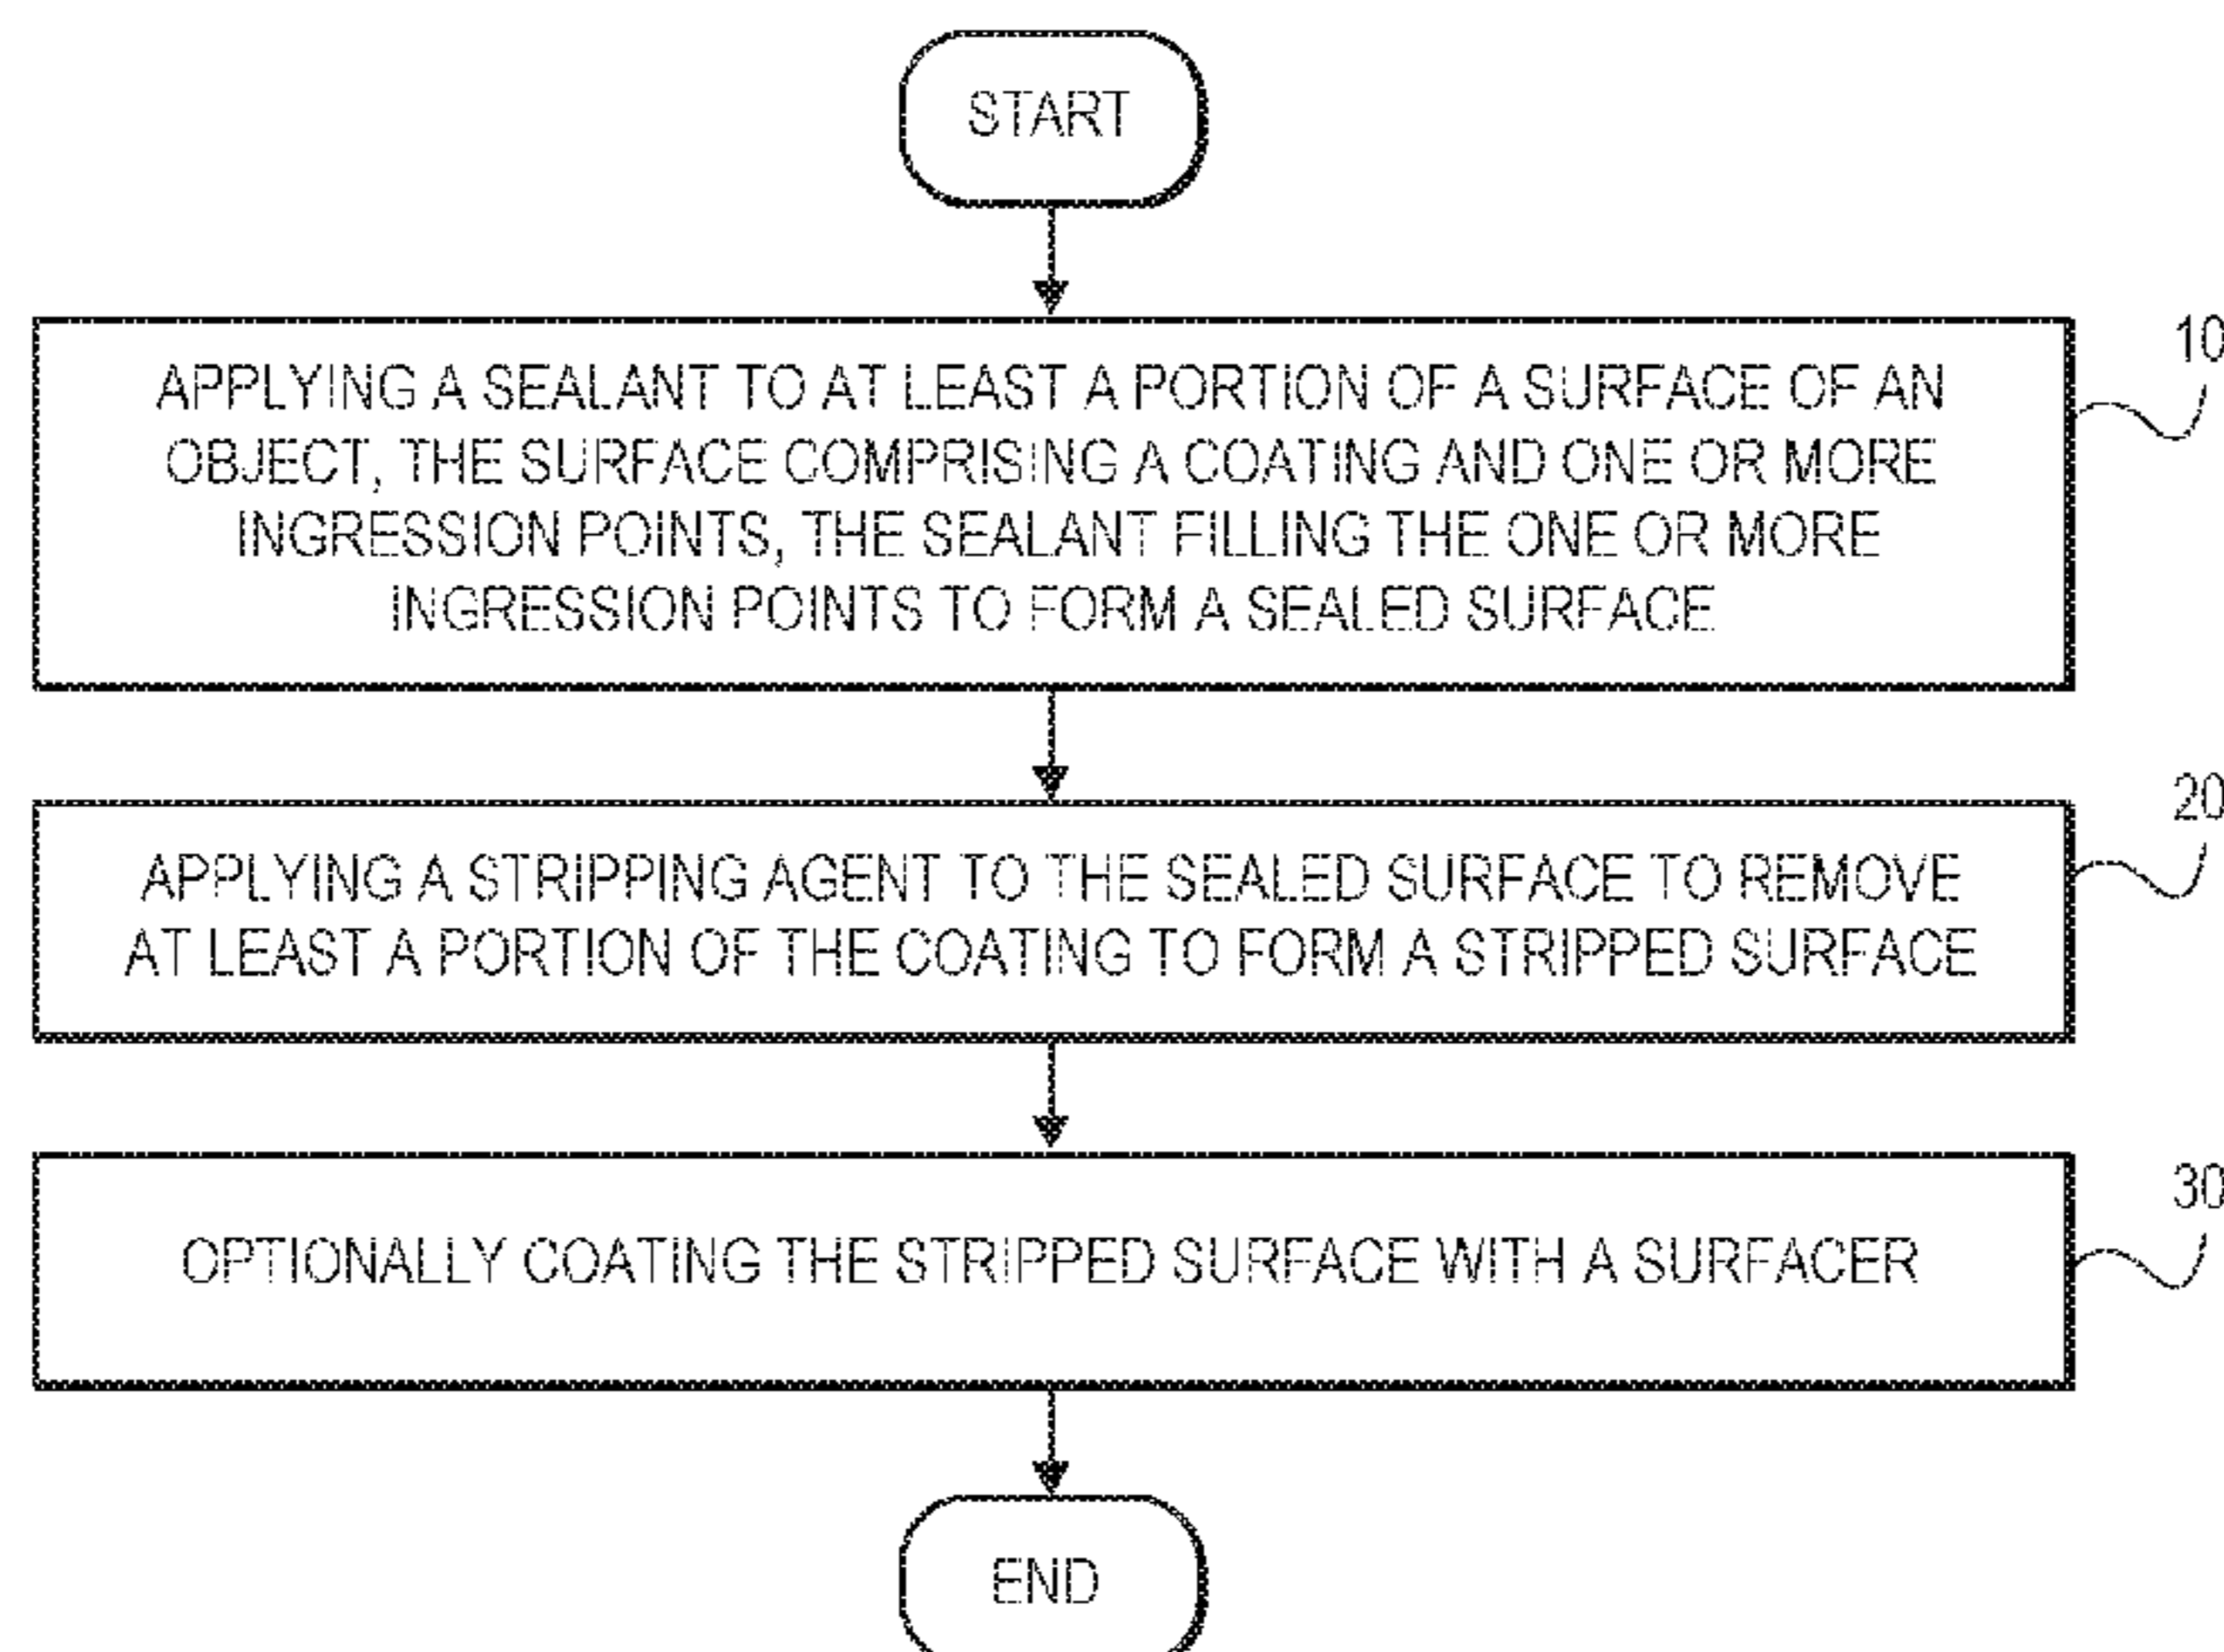 START
APPLYING A SEALANT TO AT LEAST A PORTION OF A SURFACE OF AN
OBJECT, THE SURFACE COMPRISING A COATING AND ONE OR MORE
INGRESSION POINTS, THE SEALANT FILLING THE ONE OR MORE
INGRESSION POINTS TO FORM A SEALED SURFACE
10
APPLYING A STRIPPING AGENT TO THE SEALED SURFACE TO REMOVE
AT LEAST A PORTION OF THE COATING TO FORM A STRIPPED SURFACE
20
OPTIONALLY COATING THE STRIPPED SURFACE WITH A SURFACER
30
END